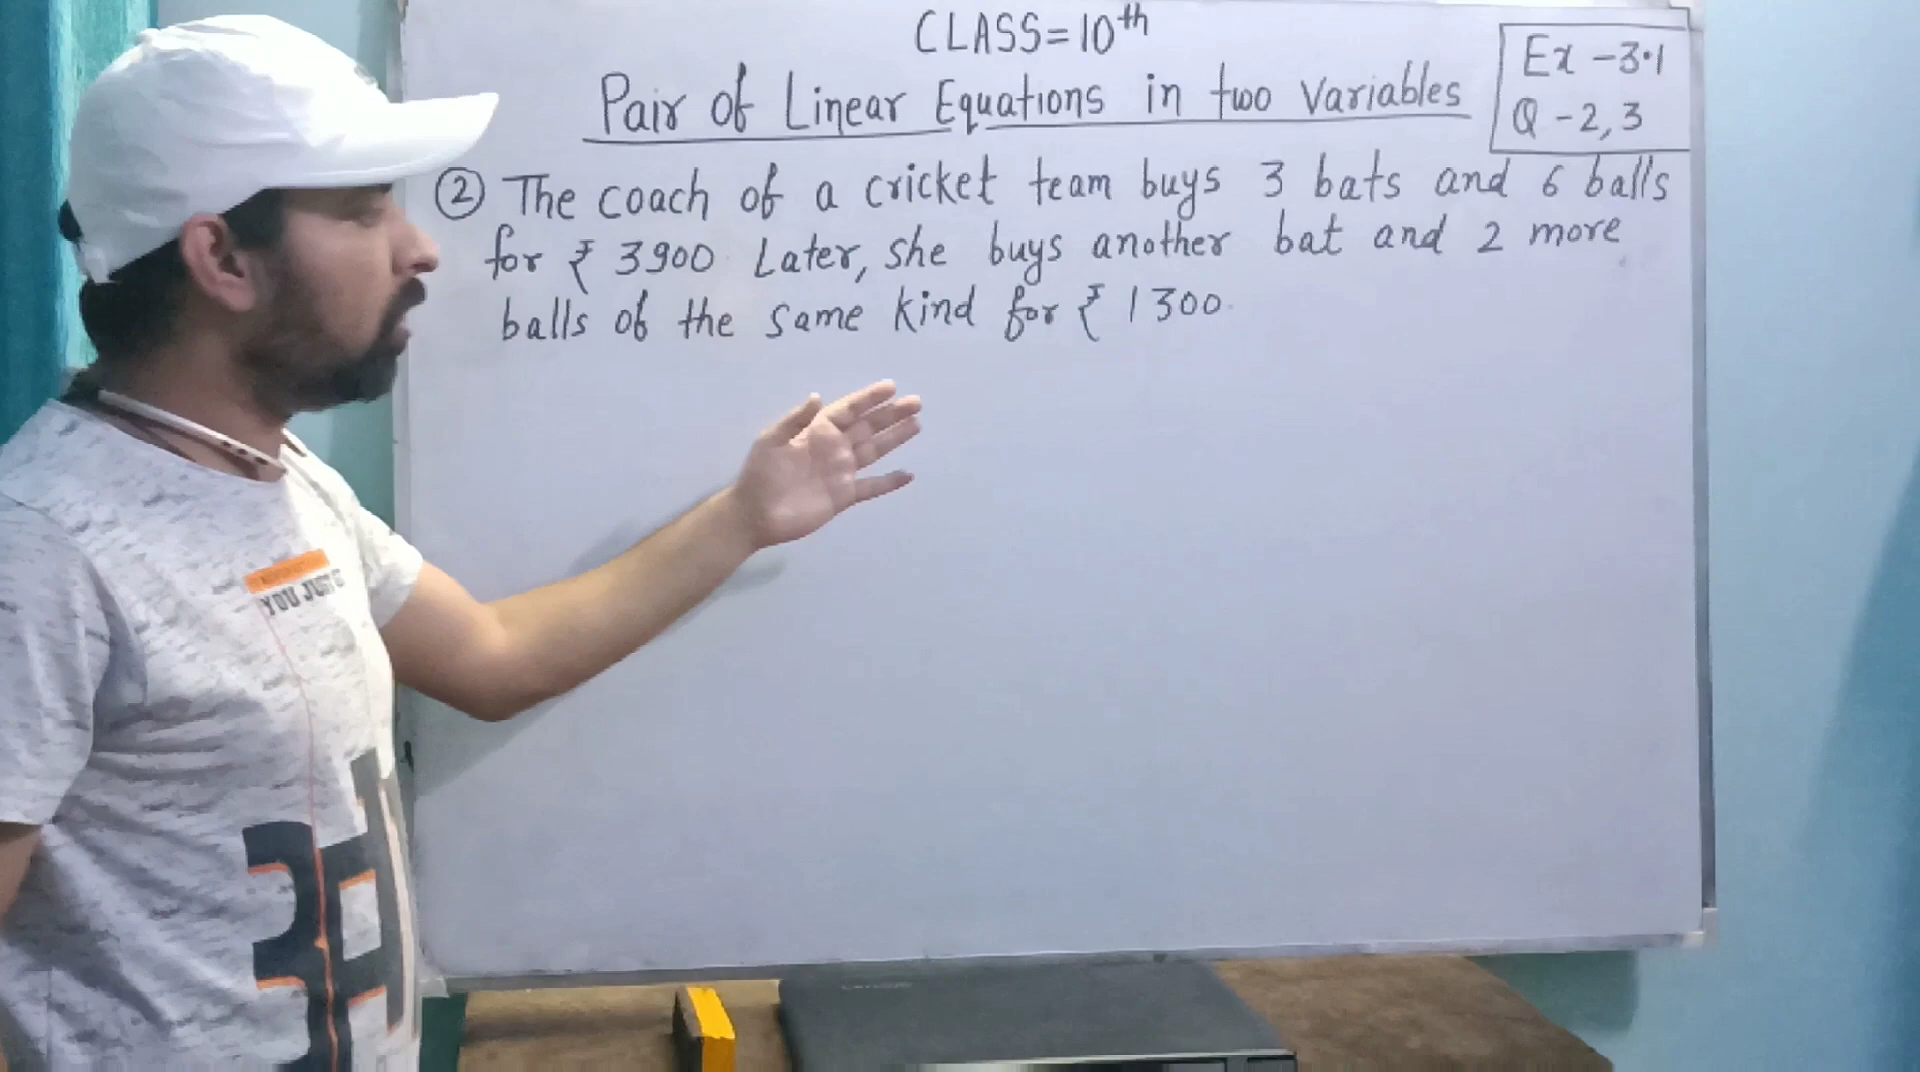 CLASS=10th
Pair of Linear Equations in two Variables
Ex -3.1
Q -2,3
② The coach of a cricket team buys 3 bats and 6 balls
for ₹ 3900. Later, she buys another bat and 2 more
balls of the same kind for ₹ 1300.
YOU JUST